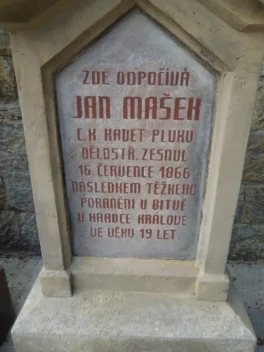 ZDE ODPOČÍVÁ
JAN MAŠEK
C.K. KADET PLUKU
DĚLOSTŘ. ZESNUL
16. ČERVENCE 1866
NÁSLEDKEM TĚŽKÉHO
PORANĚNÍ U BITVĚ
U HRADCE KRÁLOVÉ
VE VĚKU 19 LET.